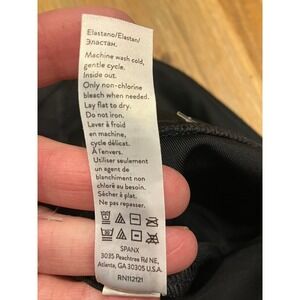 Elastano/Elastan/
Эластан.
Machine wash cold,
gentle cycle.
Inside out.
Only non-chlorine
bleach when needed.
Lay flat to dry.
Do not iron.
Laver à froid
en machine,
cycle délicat.
À l'envers.
Utiliser seulement
un agent de
blanchiment non
chloré au besoin.
Sécher à plat.
Ne pas repasser.
SPANX
3035 Peachtree Rd NE,
Atlanta, GA 30305 U.S.A.
RN112121